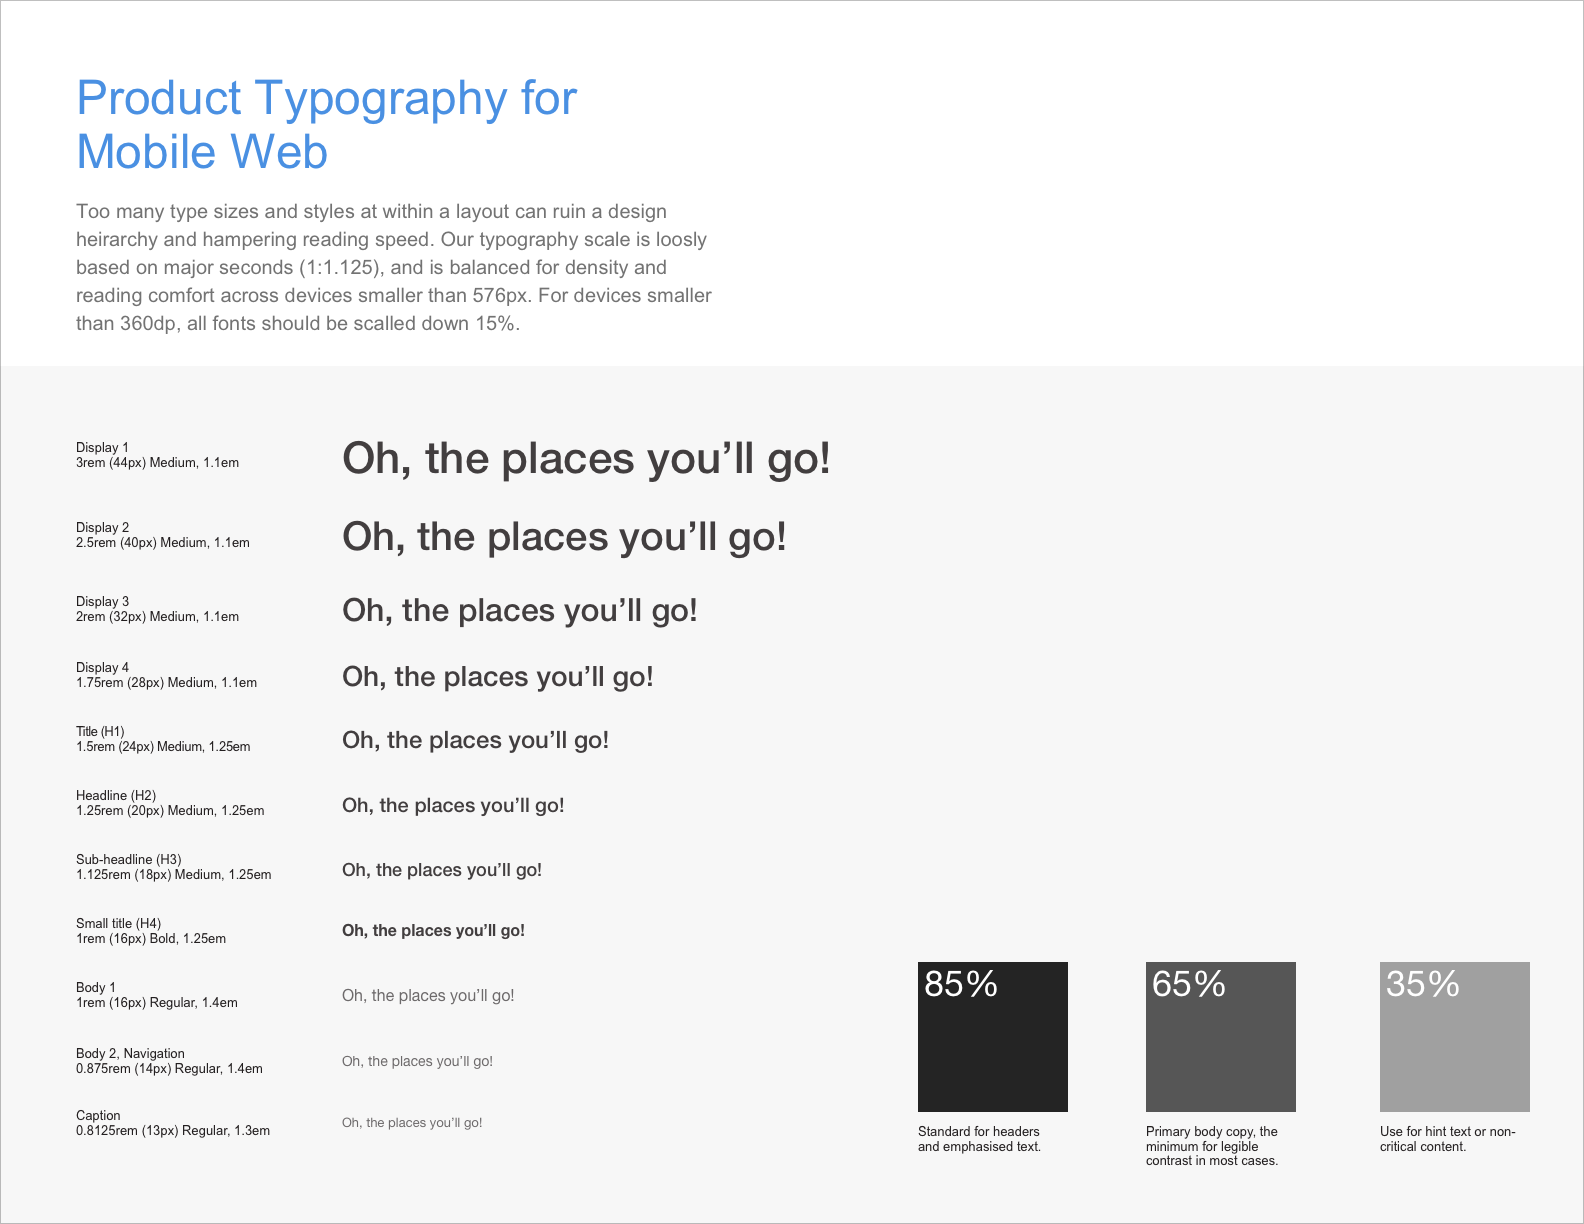 Product Typography for
Mobile Web
Too many type sizes and styles at within a layout can ruin a design
heirarchy and hampering reading speed. Our typography scale is loosly
based on major seconds (1:1.125), and is balanced for density and
reading comfort across devices smaller than 576px. For devices smaller
than 360dp, all fonts should be scalled down 15%.
Display 1
3rem (44px) Medium, 1.1em
Oh, the places you’ll go!
Display 2
2.5rem (40px) Medium, 1.1em
Oh, the places you’ll go!
Display 3
2rem (32px) Medium, 1.1em
Oh, the places you’ll go!
Display 4
1.75rem (28px) Medium, 1.1em
Oh, the places you’ll go!
Title (H1)
1.5rem (24px) Medium, 1.25em
Oh, the places you’ll go!
Headline (H2)
1.25rem (20px) Medium, 1.25em
Oh, the places you’ll go!
Sub-headline (H3)
1.125rem (18px) Medium, 1.25em
Oh, the places you’ll go!
Small title (H4)
1rem (16px) Bold, 1.25em
Oh, the places you’ll go!
Body 1
1rem (16px) Regular, 1.4em
Oh, the places you’ll go!
Body 2, Navigation
0.875rem (14px) Regular, 1.4em
Oh, the places you’ll go!
Caption
0.8125rem (13px) Regular, 1.3em
Oh, the places you’ll go!
85%
Standard for headers
and emphasised text.
65%
Primary body copy, the
minimum for legible
contrast in most cases.
35%
Use for hint text or non-
critical content.